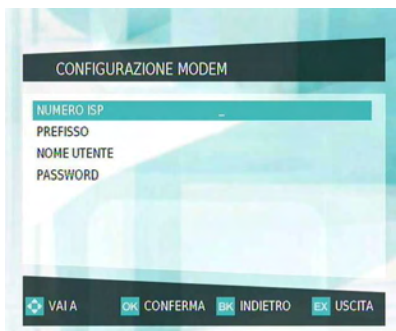 CONFIGURAZIONE MODEM
NUMERO ISP _
PREFISSO
NOME UTENTE
PASSWORD
VAI A OK CONFERMA BK INDIETRO EX USCITA